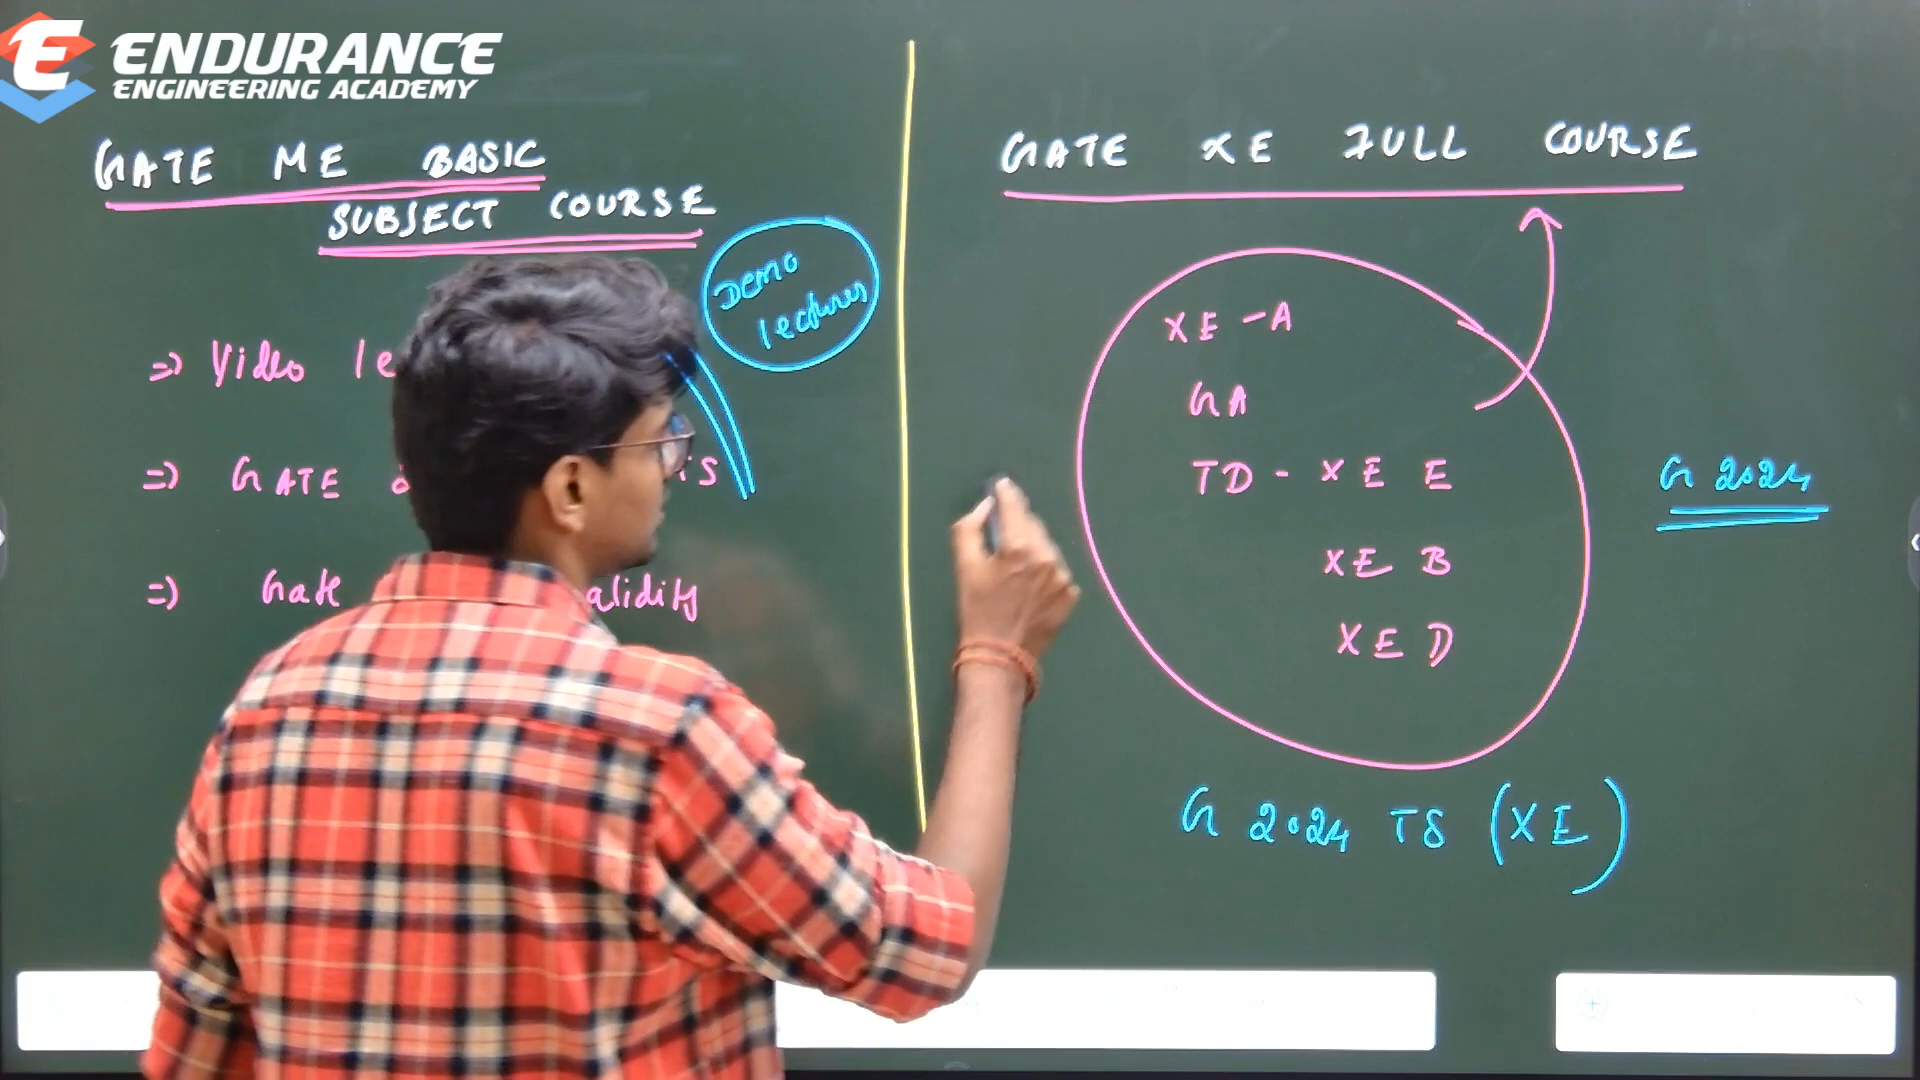 ENDURANCE
ENGINEERING ACADEMY
GATE ME BASIC
SUBJECT COURSE
Demo
lectures
=> Video le
=> GATE
=> Gate alidity
GATE XE FULL COURSE
XE - A
GA
TD - XE E
XE B
XE D
G 2024
G 2024 TS (XE)